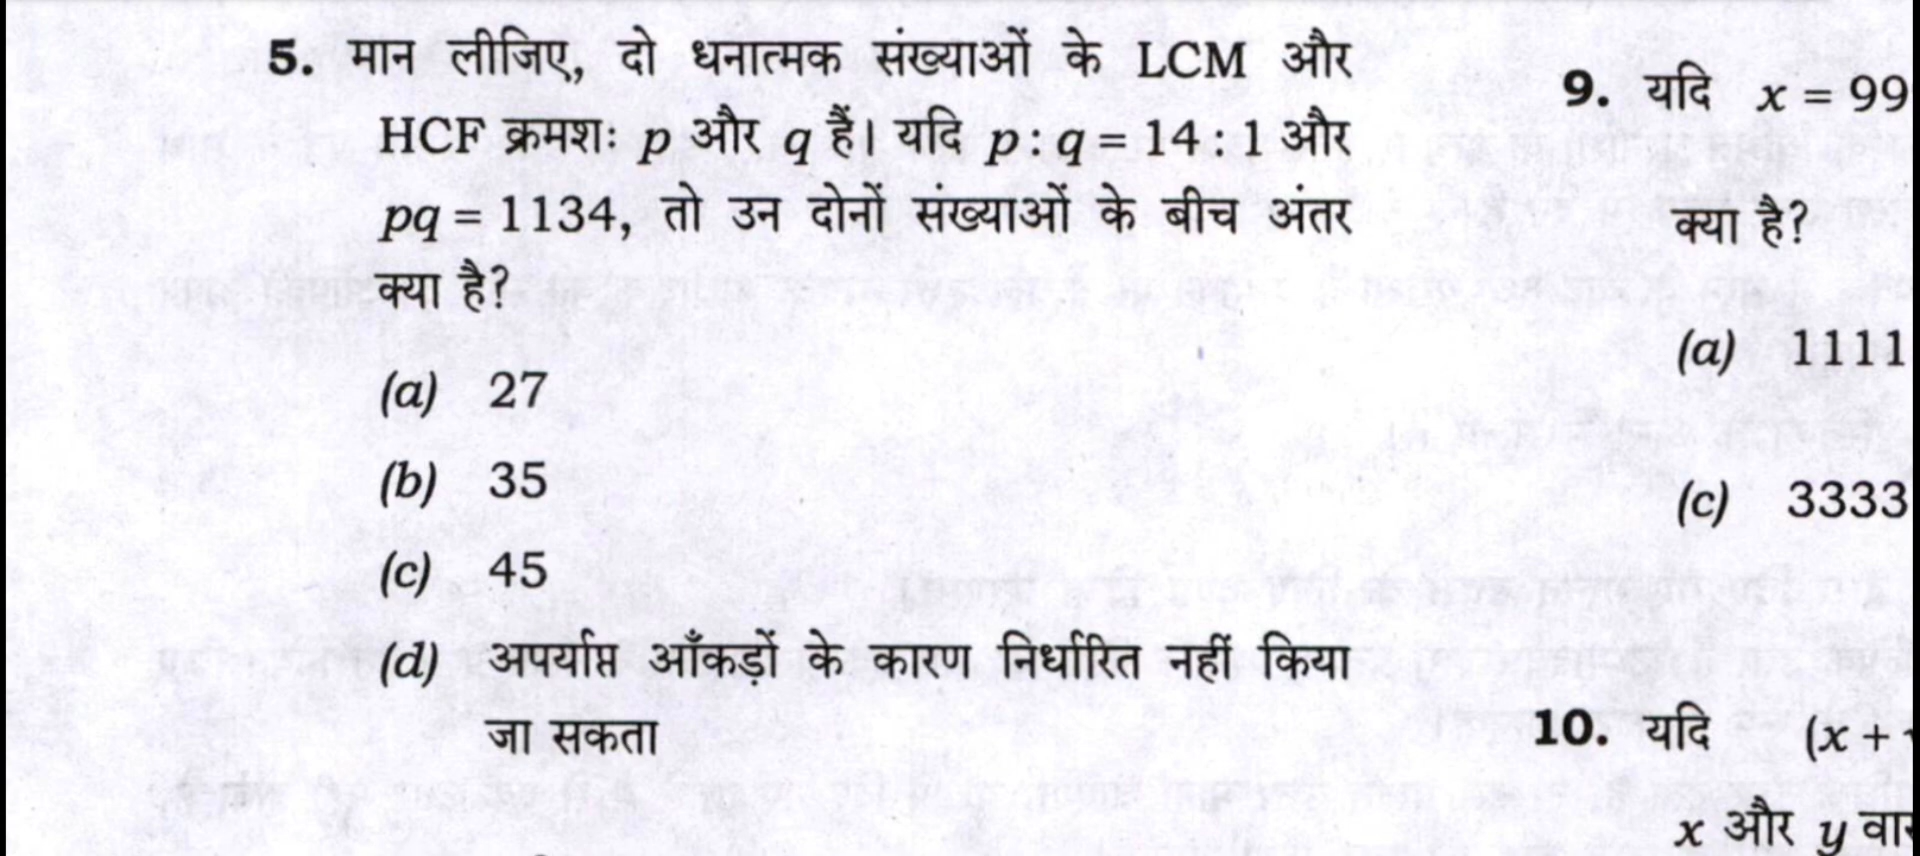 5. मान लीजिए, दो धनात्मक संख्याओं के LCM और
HCF क्रमशः p और q हैं। यदि p : q = 14 : 1 और
pq = 1134, तो उन दोनों संख्याओं के बीच अंतर
क्या है?
(a) 27
(b) 35
(c) 45
(d) अपर्याप्त आँकड़ों के कारण निर्धारित नहीं किया
जा सकता
9. यदि x = 99
क्या है?
(a) 1111
(c) 3333
10. यदि (x +
x और y